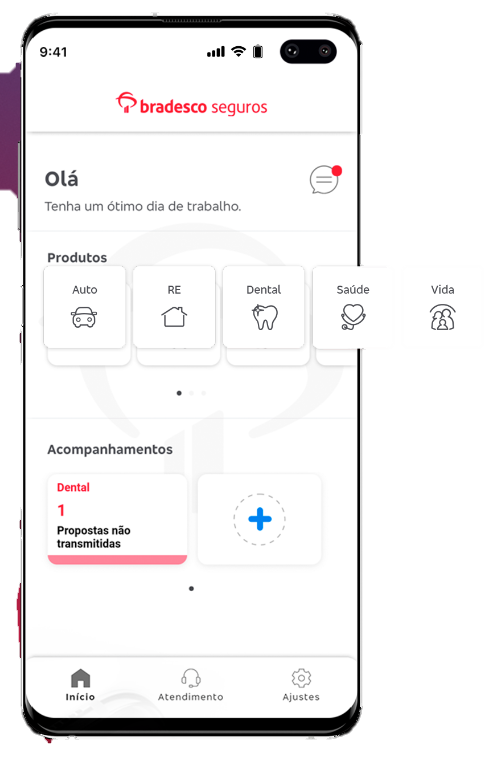 9:41
bradesco seguros
Olá
Tenha um ótimo dia de trabalho.
Produtos
Auto
RE
Dental
Saúde
Vida
Acompanhamentos
Dental
1
Propostas não
transmitidas
Início
Atendimento
Ajustes